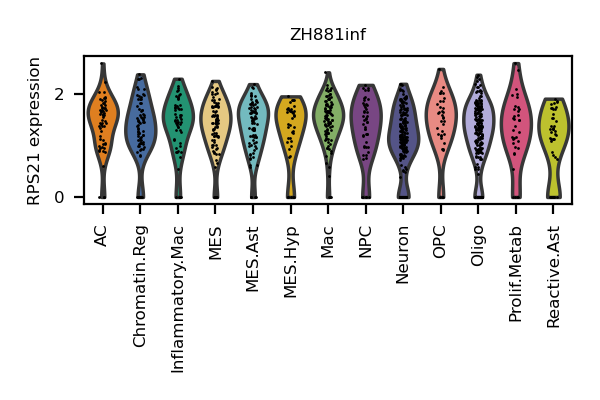 ZH881inf
RPS21 expression
2
0
AC
Chromatin.Reg
Inflammatory.Mac
MES
MES.Ast
MES.Hyp
Mac
NPC
Neuron
OPC
Oligo
Prolif.Metab
Reactive.Ast